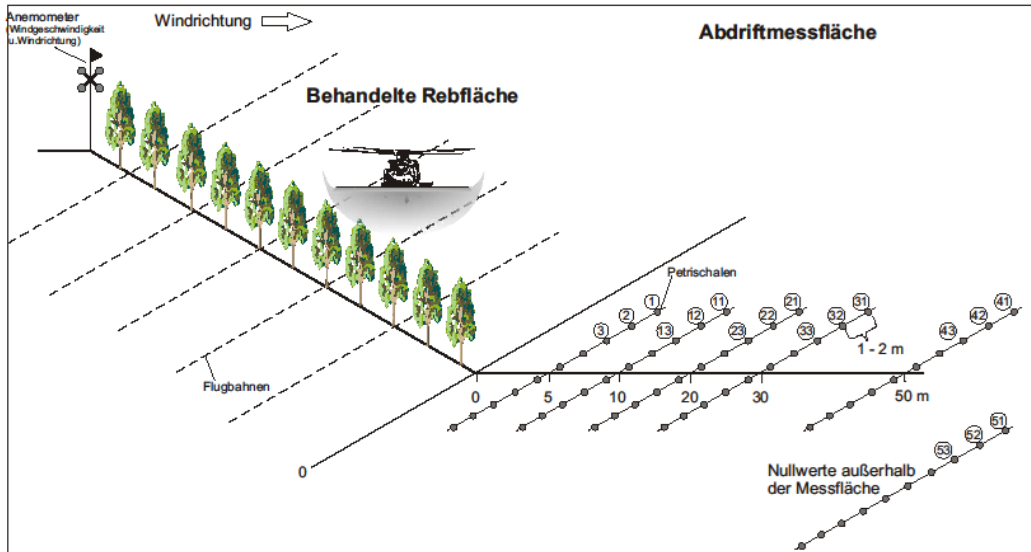 Anemometer
(Windgeschwindigkeit
u.Windrichtung)
Windrichtung
Abdriftmessfläche
Behandelte Rebfläche
Petrischalen
1
11
21
31
41
2
12
22
32
42
3
13
23
33
43
1 - 2 m
Flugbahnen
0
5
10
20
30
50 m
51
52
53
0
Nullwerte außerhalb
der Messfläche